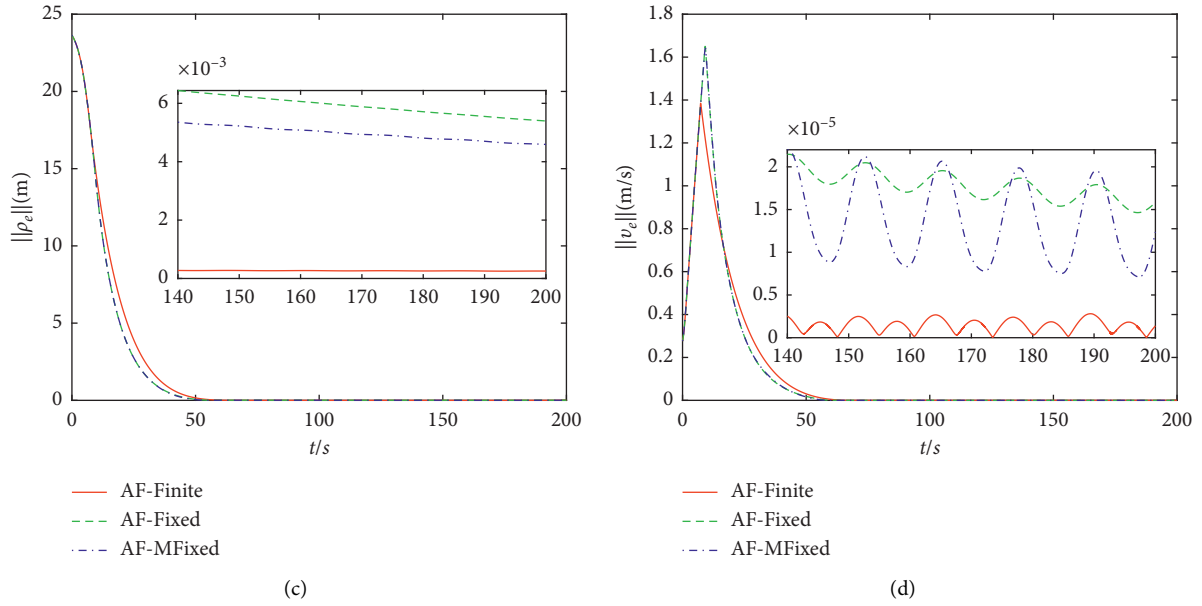 25
20
15
10
5
0
||ρe||(m)
×10−3
6
4
2
0
140 150 160 170 180 190 200
0 50 100 150 200
t/s
AF-Finite
AF-Fixed
AF-MFixed
(c)
1.8
1.6
1.4
1.2
1
0.8
0.6
0.4
0.2
0
||ve||(m/s)
×10−5
2
1.5
1
0.5
0
140 150 160 170 180 190 200
0 50 100 150 200
t/s
AF-Finite
AF-Fixed
AF-MFixed
(d)